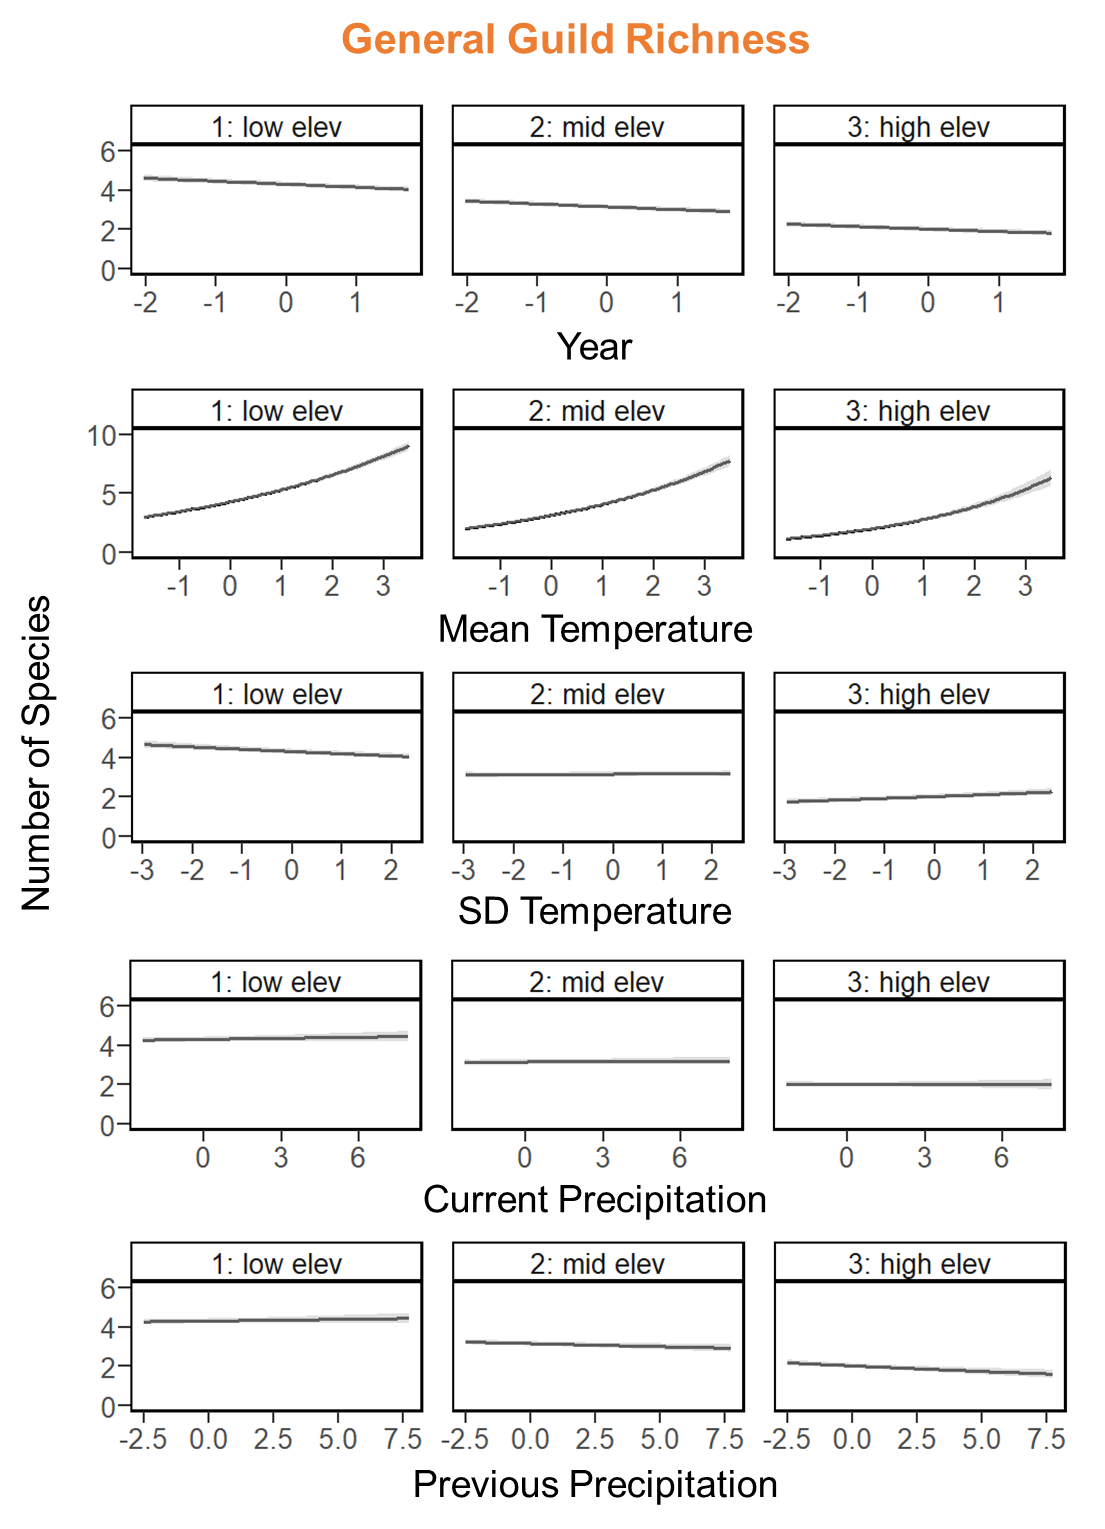 General Guild Richness
1: low elev 2: mid elev 3: high elev
6
4
2
0
-2 -1 0 1 -2 -1 0 1 -2 -1 0 1
Year
1: low elev 2: mid elev 3: high elev
10
5
0
-1 0 1 2 3 -1 0 1 2 3 -1 0 1 2 3
Mean Temperature
Number of Species
1: low elev 2: mid elev 3: high elev
6
4
2
0
-3 -2 -1 0 1 2 -3 -2 -1 0 1 2 -3 -2 -1 0 1 2
SD Temperature
1: low elev 2: mid elev 3: high elev
6
4
2
0
0 3 6 0 3 6 0 3 6
Current Precipitation
1: low elev 2: mid elev 3: high elev
6
4
2
0
-2.5 0.0 2.5 5.0 7.5 -2.5 0.0 2.5 5.0 7.5 -2.5 0.0 2.5 5.0 7.5
Previous Precipitation